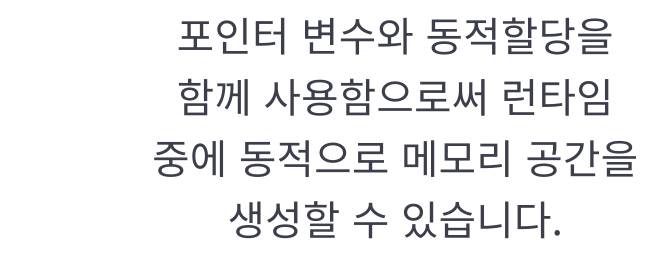 포인터 변수와 동적할당을
함께 사용함으로써 런타임
중에 동적으로 메모리 공간을
생성할 수 있습니다.